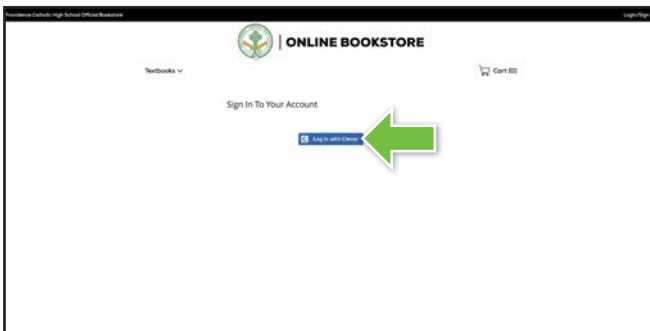 Providence Catholic High School Official Bookstore
Login/Sign
ONLINE BOOKSTORE
Textbooks
Cart (0)
Sign In To Your Account
Log in with Clever